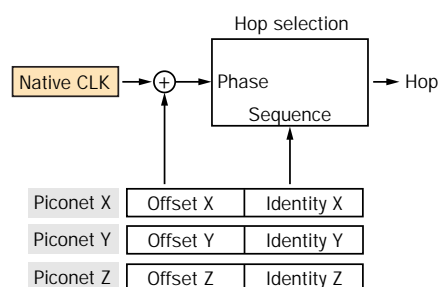 Hop selection
Native CLK
+
Phase
Hop
Sequence
Piconet X Offset X Identity X
Piconet Y Offset Y Identity Y
Piconet Z Offset Z Identity Z